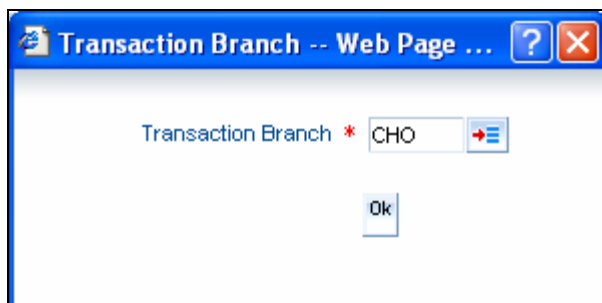 Transaction Branch -- Web Page ...
Transaction Branch * CHO
Ok